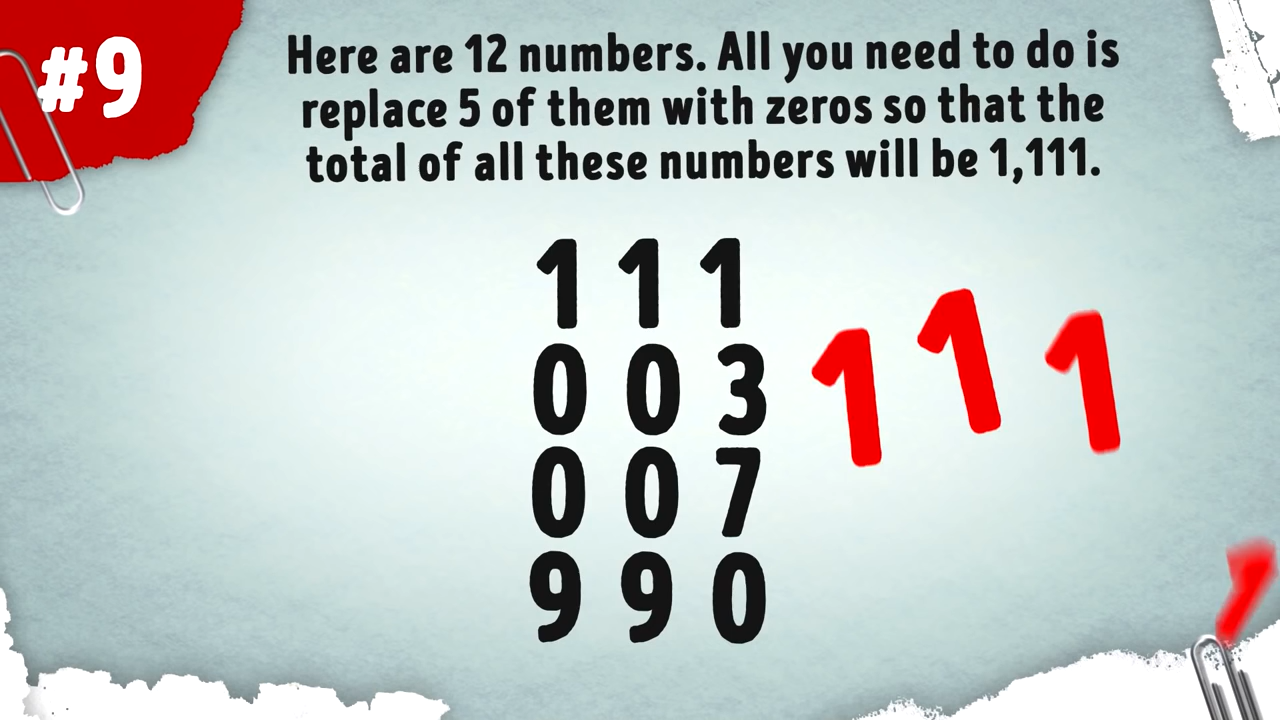 #9
Here are 12 numbers. All you need to do is
replace 5 of them with zeros so that the
total of all these numbers will be 1,111.
1 1 1
0 0 3
0 0 7
9 9 0
1 1 1